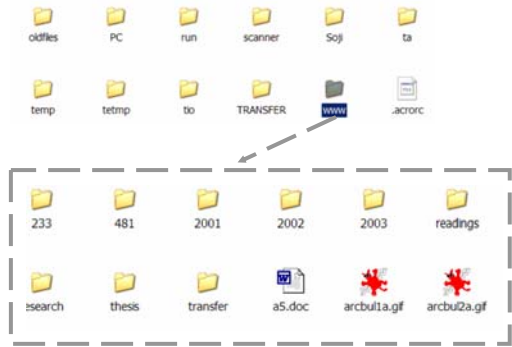 oldfiles PC run scanner Soji ta
temp tetmp tio TRANSFER www .acrorc
233 481 2001 2002 2003 readings
esearch thesis transfer a5.doc arcbul1a.gif arcbul2a.gif